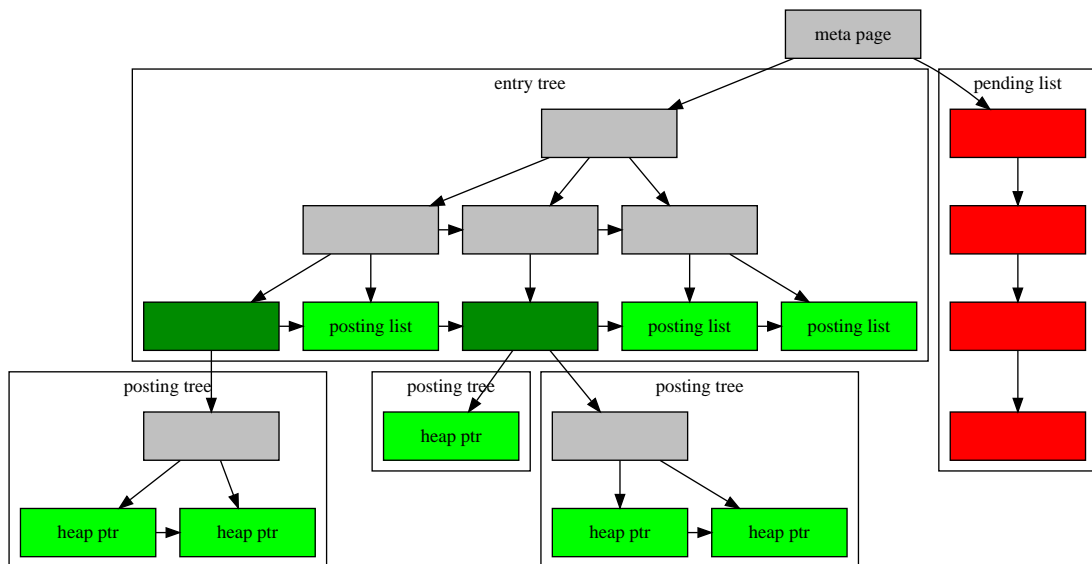 meta page
entry tree
pending list
posting list
posting list
posting list
posting tree
posting tree
posting tree
heap ptr
heap ptr
heap ptr
heap ptr
heap ptr